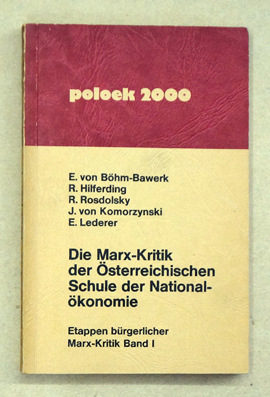 poloek 2000
E. von Böhm-Bawerk
R. Hilferding
R. Rosdolsky
J. von Komorzynski
E. Lederer
Die Marx-Kritik
der Österreichischen
Schule der National-
ökonomie
Etappen bürgerlicher
Marx-Kritik Band I